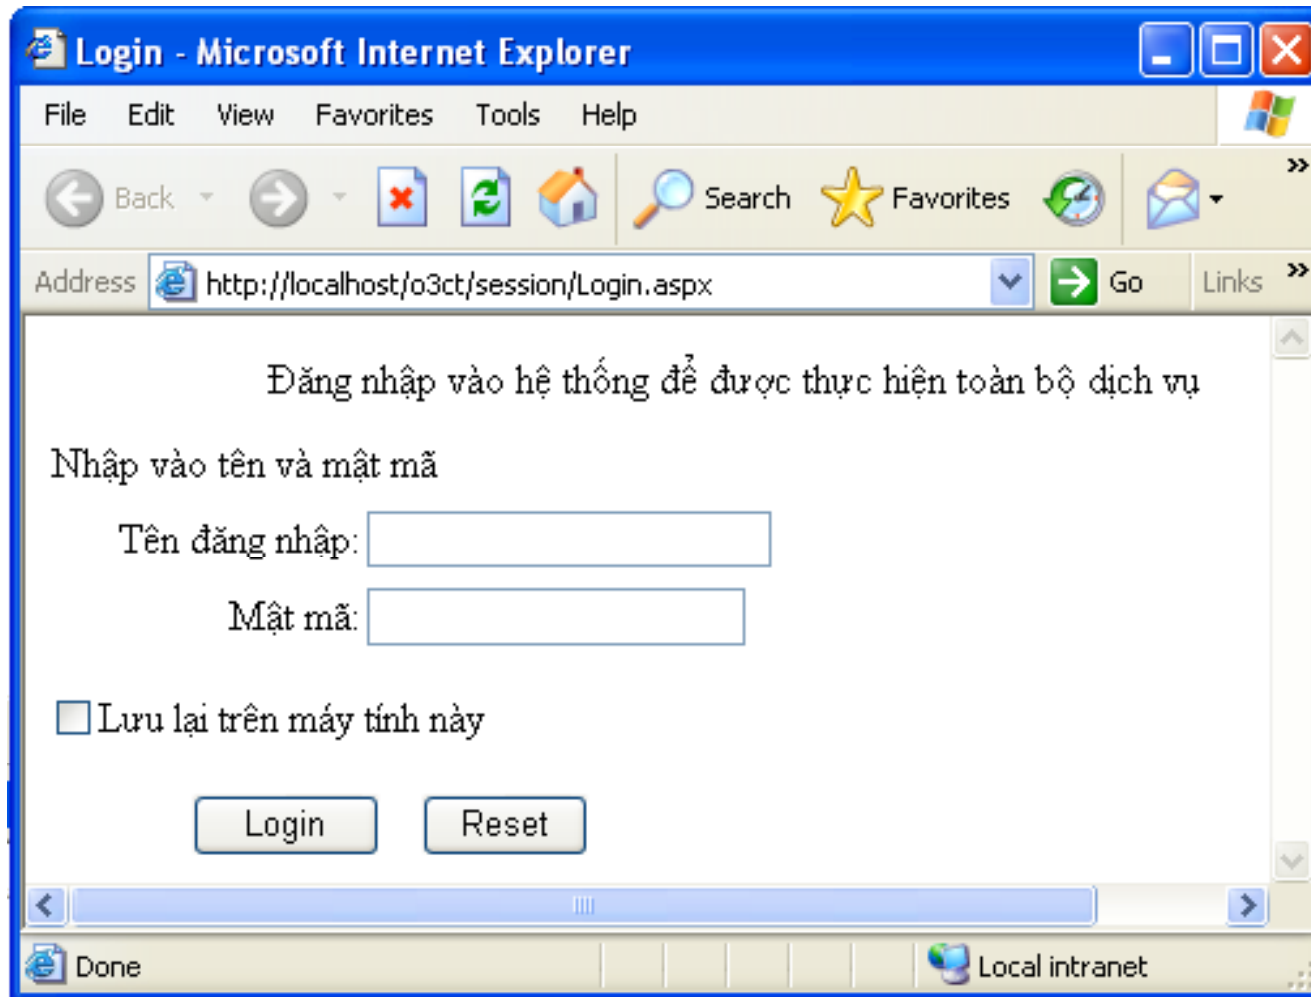 Login - Microsoft Internet Explorer
File Edit View Favorites Tools Help
Back Search Favorites »
Address http://localhost/o3ct/session/Login.aspx Go Links »
Đăng nhập vào hệ thống để được thực hiện toàn bộ dịch vụ
Nhập vào tên và mật mã
Tên đăng nhập:
Mật mã:
Lưu lại trên máy tính này
Login Reset
Done Local intranet